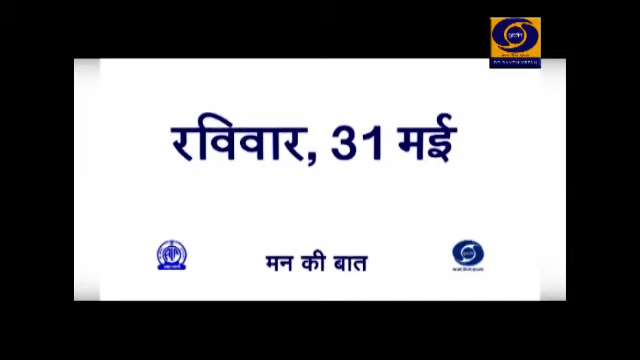 रविवार, 31 मई
मन की बात